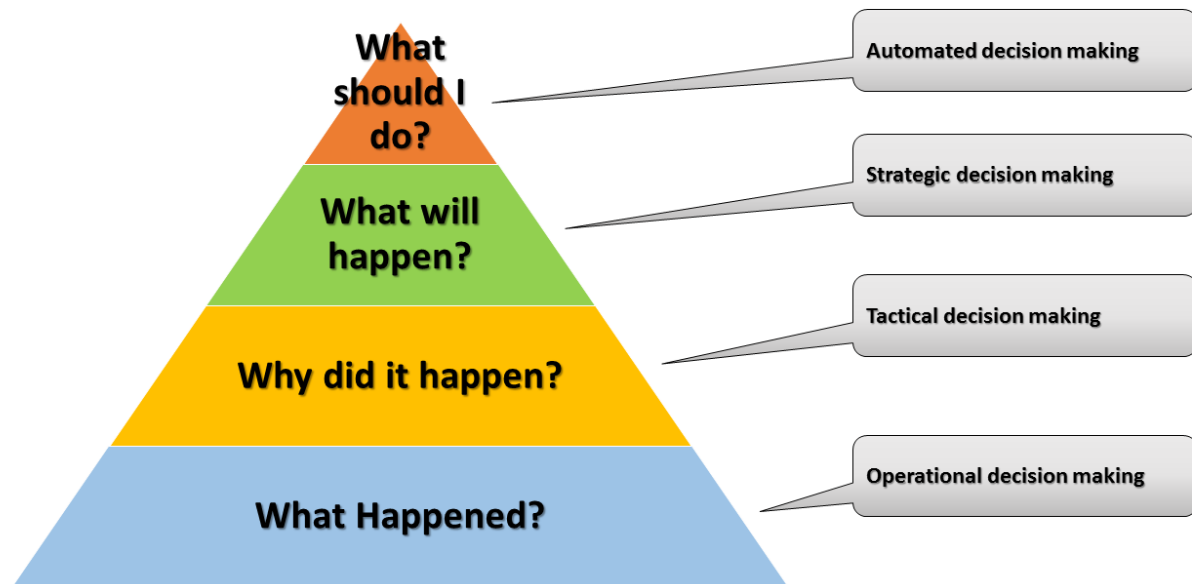 What
should I
do?
Automated decision making
What will
happen?
Strategic decision making
Why did it happen?
Tactical decision making
What Happened?
Operational decision making